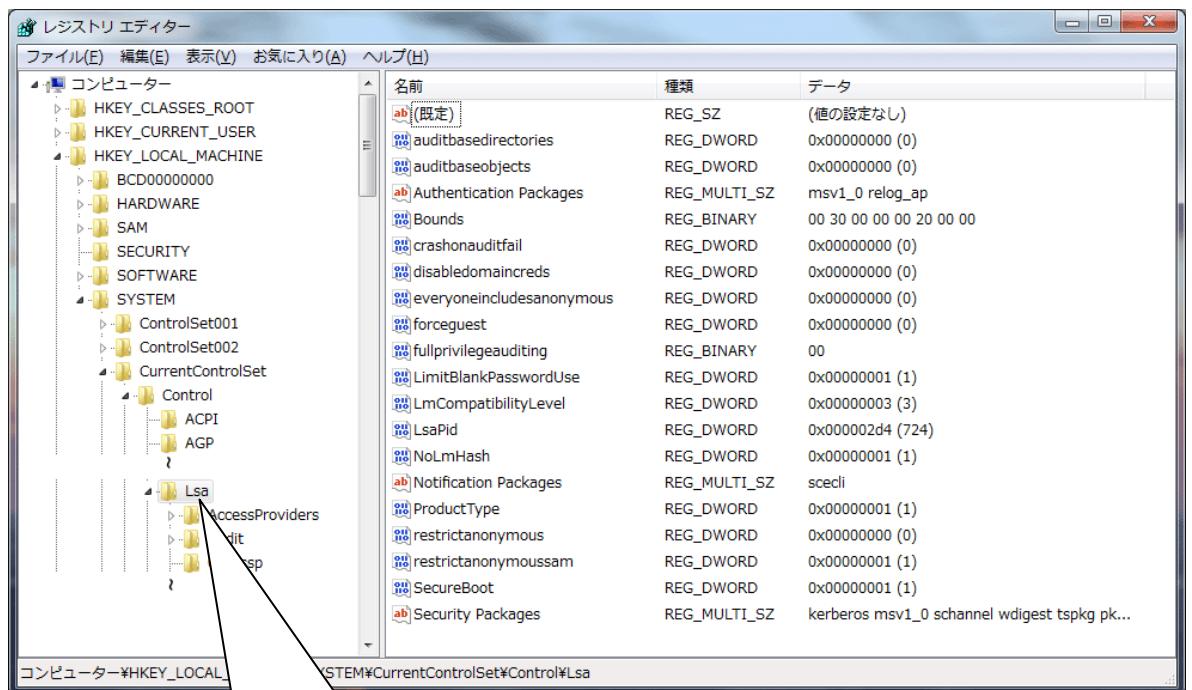 レジストリ エディター
ファイル(F) 編集(E) 表示(V) お気に入り(A) ヘルプ(H)
コンピューター
HKEY_CLASSES_ROOT
HKEY_CURRENT_USER
HKEY_LOCAL_MACHINE
BCD00000000
HARDWARE
SAM
SECURITY
SOFTWARE
SYSTEM
ControlSet001
ControlSet002
CurrentControlSet
Control
ACPI
AGP
Lsa
AccessProviders
名前 種類 データ
(既定) REG_SZ (値の設定なし)
auditbasedirectories REG_DWORD 0x00000000 (0)
auditbaseobjects REG_DWORD 0x00000000 (0)
Authentication Packages REG_MULTI_SZ msv1_0 relog_ap
Bounds REG_BINARY 00 30 00 00 00 20 00 00
crashonauditfail REG_DWORD 0x00000000 (0)
disabledomaincreds REG_DWORD 0x00000000 (0)
everyoneincludesanonymous REG_DWORD 0x00000000 (0)
forceguest REG_DWORD 0x00000000 (0)
fullprivilegeauditing REG_BINARY 00
LimitBlankPasswordUse REG_DWORD 0x00000001 (1)
LmCompatibilityLevel REG_DWORD 0x00000003 (3)
LsaPid REG_DWORD 0x000002d4 (724)
NoLmHash REG_DWORD 0x00000001 (1)
Notification Packages REG_MULTI_SZ scecli
ProductType REG_DWORD 0x00000001 (1)
restrictanonymous REG_DWORD 0x00000000 (0)
restrictanonymoussam REG_DWORD 0x00000001 (1)
SecureBoot REG_DWORD 0x00000001 (1)
Security Packages REG_MULTI_SZ kerberos msv1_0 schannel wdigest tspkg pk...
コンピューター¥HKEY_LOCAL_ STEM¥CurrentControlSet¥Control¥Lsa